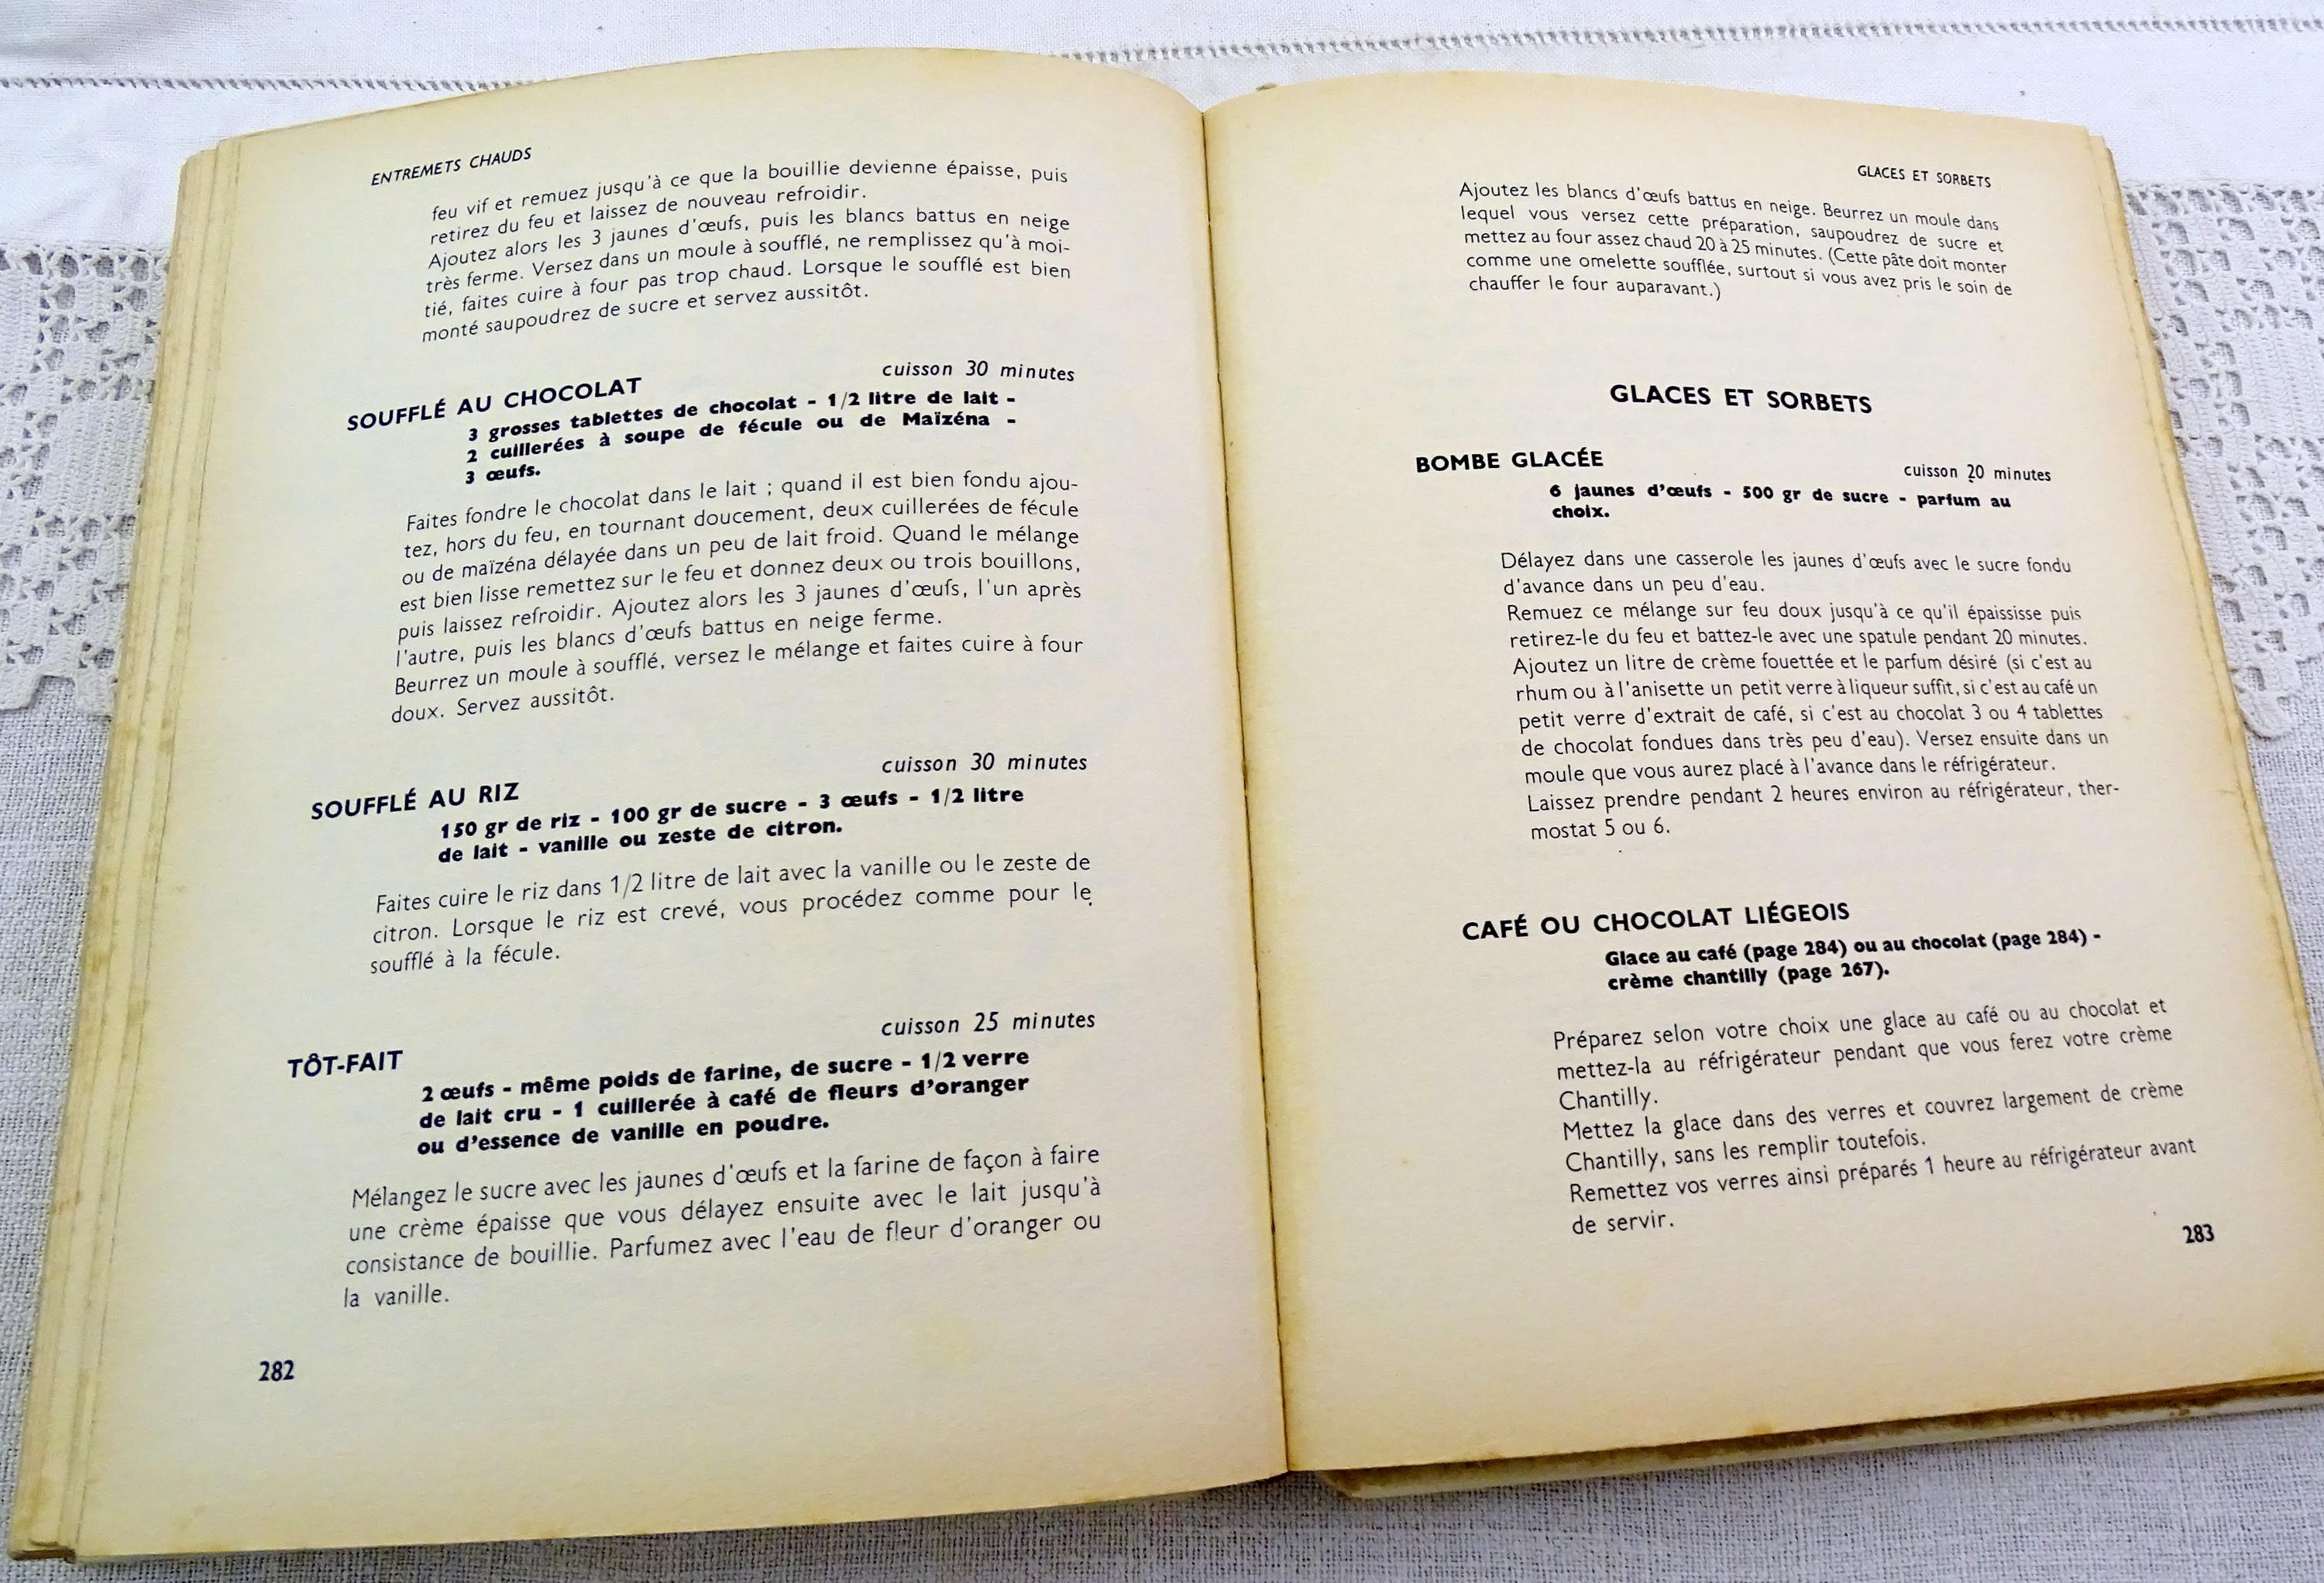 ENTREMETS CHAUDS
feu vif et remuez jusqu'à ce que la bouillie devienne épaisse, puis
retirez du feu et laissez de nouveau refroidir.
Ajoutez alors les 3 jaunes d'œufs, puis les blancs battus en neige
très ferme. Versez dans un moule à soufflé, ne remplissez qu'à moi-
tié, faites cuire à four pas trop chaud. Lorsque le soufflé est bien
monté saupoudrez de sucre et servez aussitôt.
cuisson 30 minutes
SOUFFLÉ AU CHOCOLAT
3 grosses tablettes de chocolat - 1/2 litre de lait -
2 cuillerées à soupe de fécule ou de Maïzéna -
3 œufs.
Faites fondre le chocolat dans le lait ; quand il est bien fondu ajou-
tez, hors du feu, en tournant doucement, deux cuillerées de fécule
ou de maïzéna délayée dans un peu de lait froid. Quand le mélange
est bien lisse remettez sur le feu et donnez deux ou trois bouillons,
puis laissez refroidir. Ajoutez alors les 3 jaunes d'œufs, l'un après
l'autre, puis les blancs d'œufs battus en neige ferme.
Beurrez un moule à soufflé, versez le mélange et faites cuire à four
doux. Servez aussitôt.
cuisson 30 minutes
SOUFFLÉ AU RIZ
150 gr de riz - 100 gr de sucre - 3 œufs - 1/2 litre
de lait - vanille ou zeste de citron.
Faites cuire le riz dans 1/2 litre de lait avec la vanille ou le zeste de
citron. Lorsque le riz est crevé, vous procédez comme pour le
soufflé à la fécule.
cuisson 25 minutes
TÔT-FAIT
2 œufs - même poids de farine, de sucre - 1/2 verre
de lait cru - 1 cuillerée à café de fleurs d'oranger
ou d'essence de vanille en poudre.
Mélangez le sucre avec les jaunes d'œufs et la farine de façon à faire
une crème épaisse que vous délayez ensuite avec le lait jusqu'à
consistance de bouillie. Parfumez avec l'eau de fleur d'oranger ou
la vanille.
282
GLACES ET SORBETS
Ajoutez les blancs d'œufs battus en neige. Beurrez un moule dans
lequel vous versez cette préparation, saupoudrez de sucre et
mettez au four assez chaud 20 à 25 minutes. (Cette pâte doit monter
comme une omelette soufflée, surtout si vous avez pris le soin de
chauffer le four auparavant.)
GLACES ET SORBETS
BOMBE GLACÉE
cuisson 20 minutes
6 jaunes d'œufs - 500 gr de sucre - parfum au
choix.
Délayez dans une casserole les jaunes d'œufs avec le sucre fondu
d'avance dans un peu d'eau.
Remuez ce mélange sur feu doux jusqu'à ce qu'il épaississe puis
retirez-le du feu et battez-le avec une spatule pendant 20 minutes.
Ajoutez un litre de crème fouettée et le parfum désiré (si c'est au
rhum ou à l'anisette un petit verre à liqueur suffit, si c'est au café un
petit verre d'extrait de café, si c'est au chocolat 3 ou 4 tablettes
de chocolat fondues dans très peu d'eau). Versez ensuite dans un
moule que vous aurez placé à l'avance dans le réfrigérateur.
Laissez prendre pendant 2 heures environ au réfrigérateur, ther-
mostat 5 ou 6.
CAFÉ OU CHOCOLAT LIÉGEOIS
Glace au café (page 284) ou au chocolat (page 284) -
crème chantilly (page 267).
Préparez selon votre choix une glace au café ou au chocolat et
mettez-la au réfrigérateur pendant que vous ferez votre crème
Chantilly.
Mettez la glace dans des verres et couvrez largement de crème
Chantilly, sans les remplir toutefois.
Remettez vos verres ainsi préparés 1 heure au réfrigérateur avant
de servir.
283